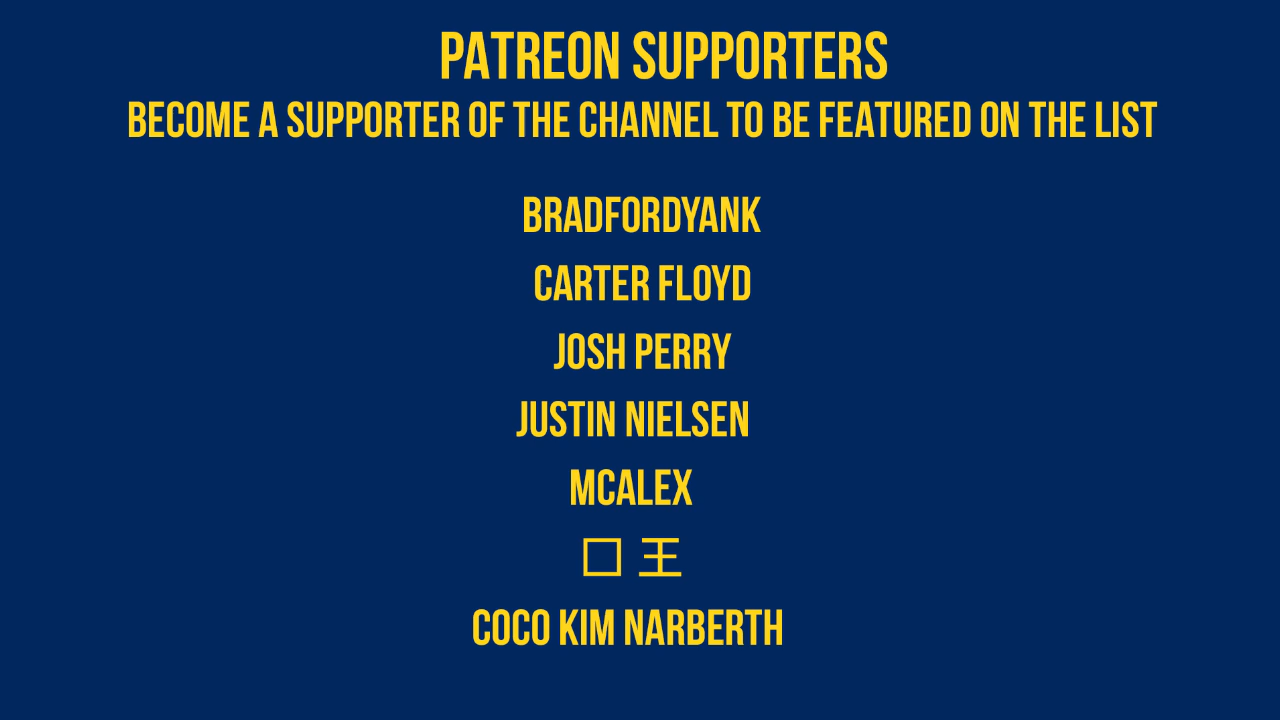 PATREON SUPPORTERS
BECOME A SUPPORTER OF THE CHANNEL TO BE FEATURED ON THE LIST
BRADFORDYANK
CARTER FLOYD
JOSH PERRY
JUSTIN NIELSEN
MCALEX
囗 王
COCO KIM NARBERTH